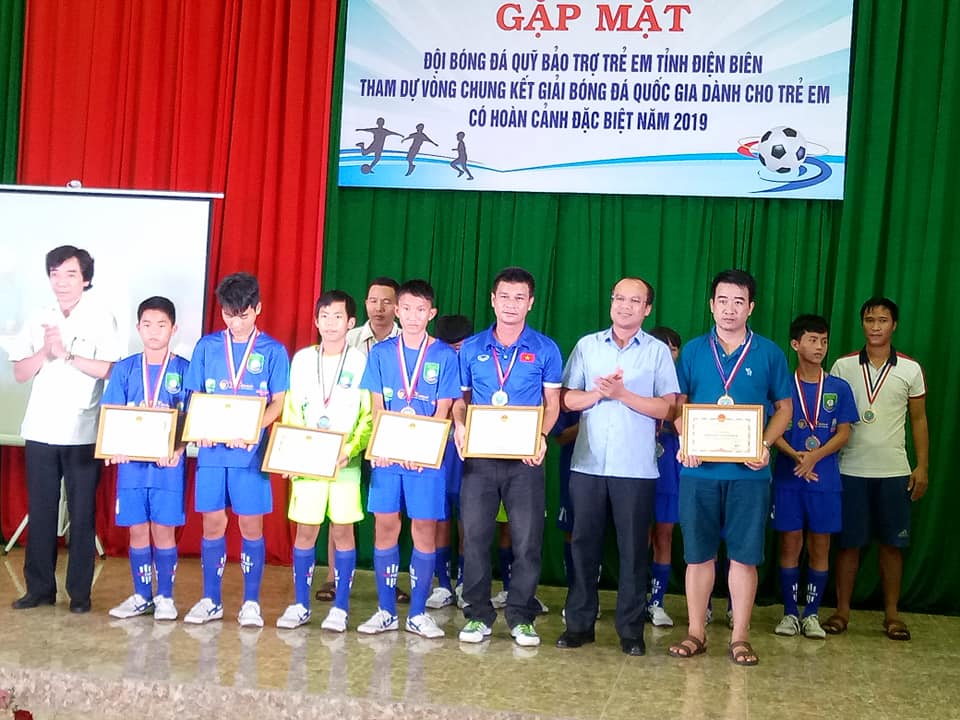 GẶP MẶT
ĐỘI BÓNG ĐÁ QUỸ BẢO TRỢ TRẺ EM TỈNH ĐIỆN BIÊN
THAM DỰ VÒNG CHUNG KẾT GIẢI BÓNG ĐÁ QUỐC GIA DÀNH CHO TRẺ EM
CÓ HOÀN CẢNH ĐẶC BIỆT NĂM 2019